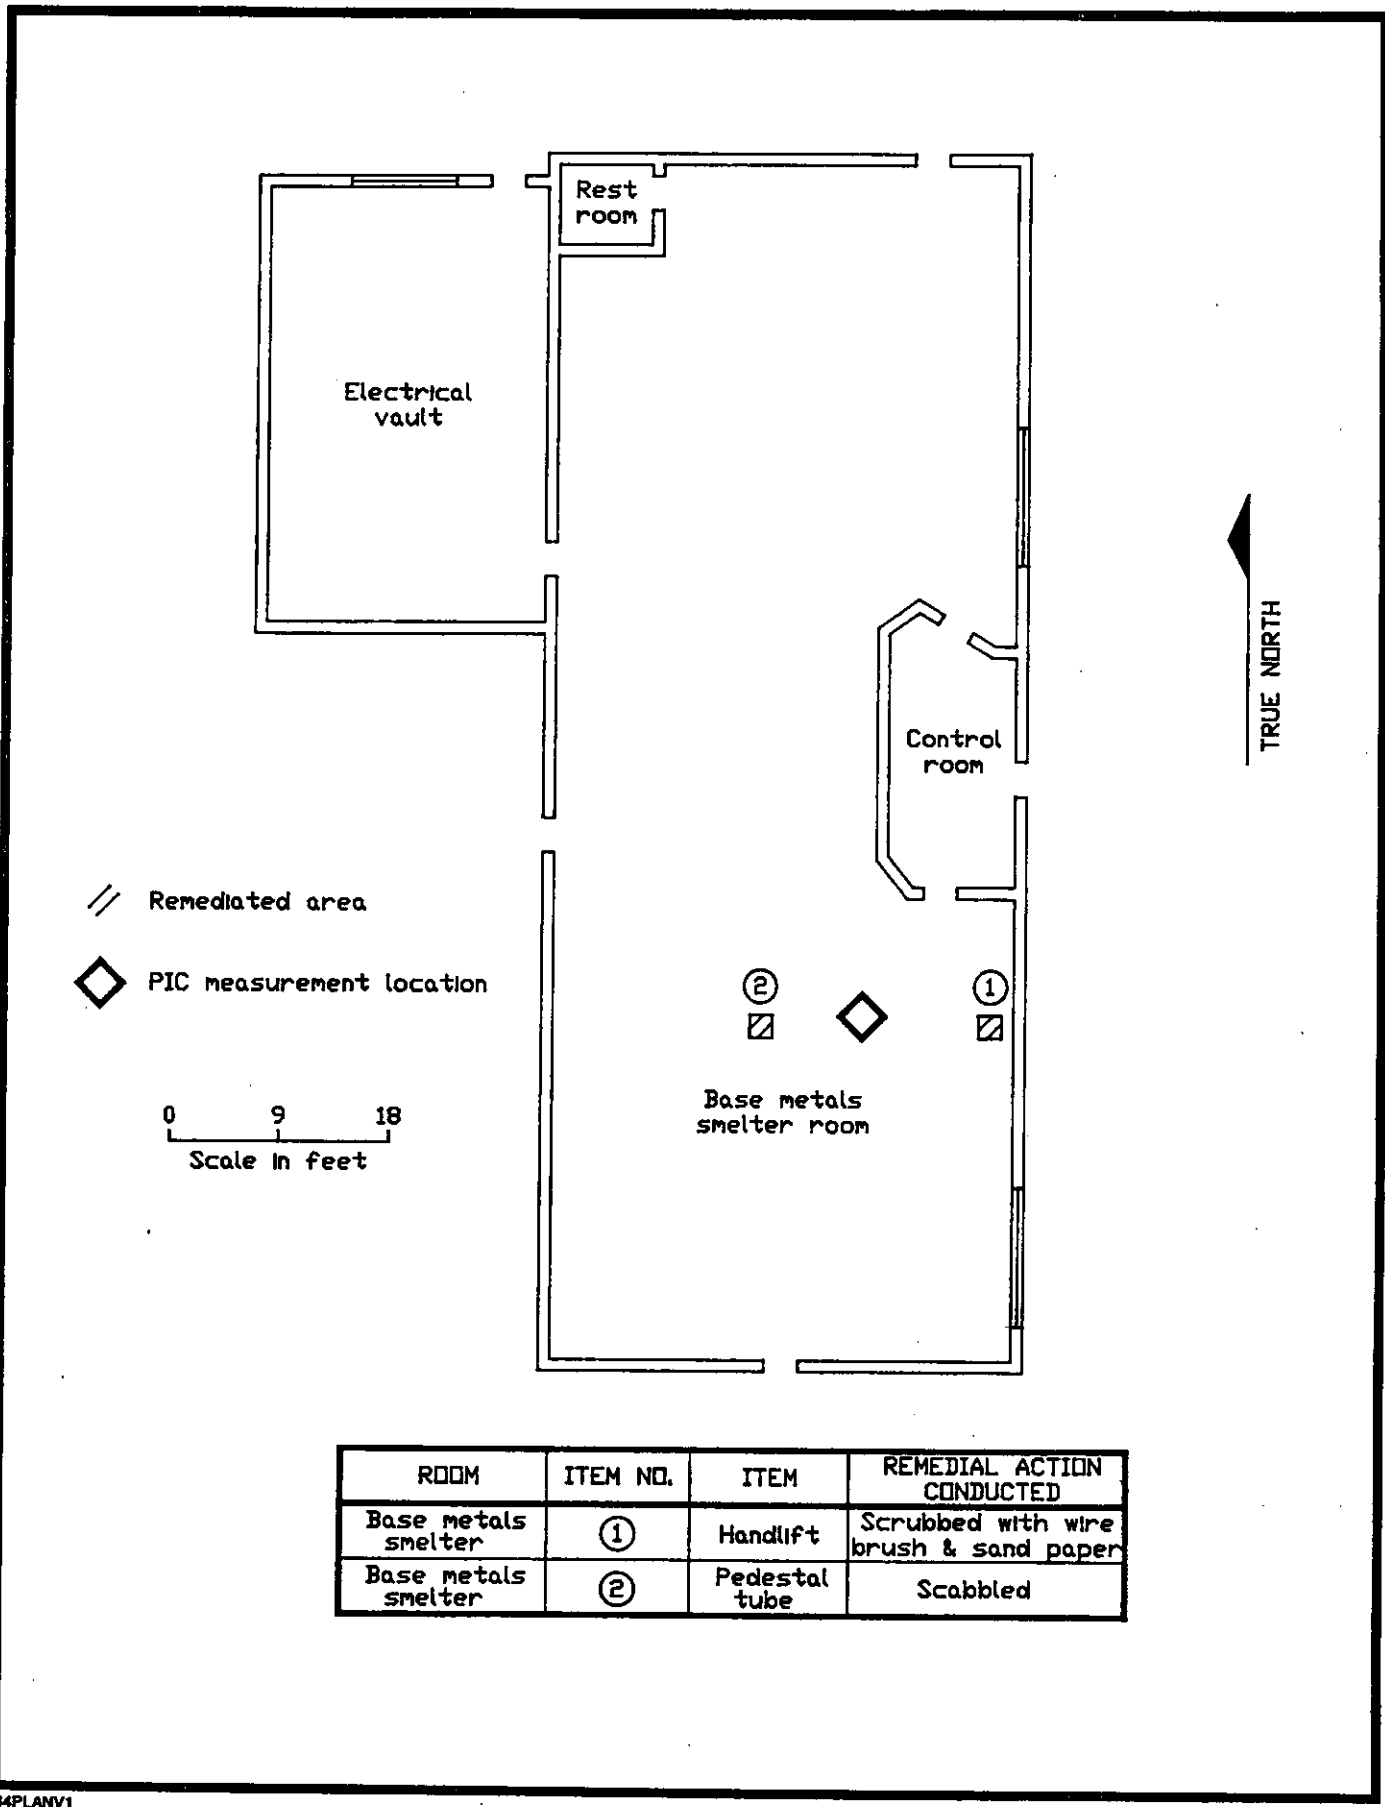 Rest
room
Electrical
vault
TRUE NORTH
Control
room
Remediated area
PIC measurement location
2
1
Base metals
smelter room
0 9 18
Scale in feet
ROOM ITEM NO. ITEM REMEDIAL ACTION
CONDUCTED
Base metals
smelter 1 Handlift Scrubbed with wire
brush & sand paper
Base metals
smelter 2 Pedestal
tube Scabbled
4PLANV1